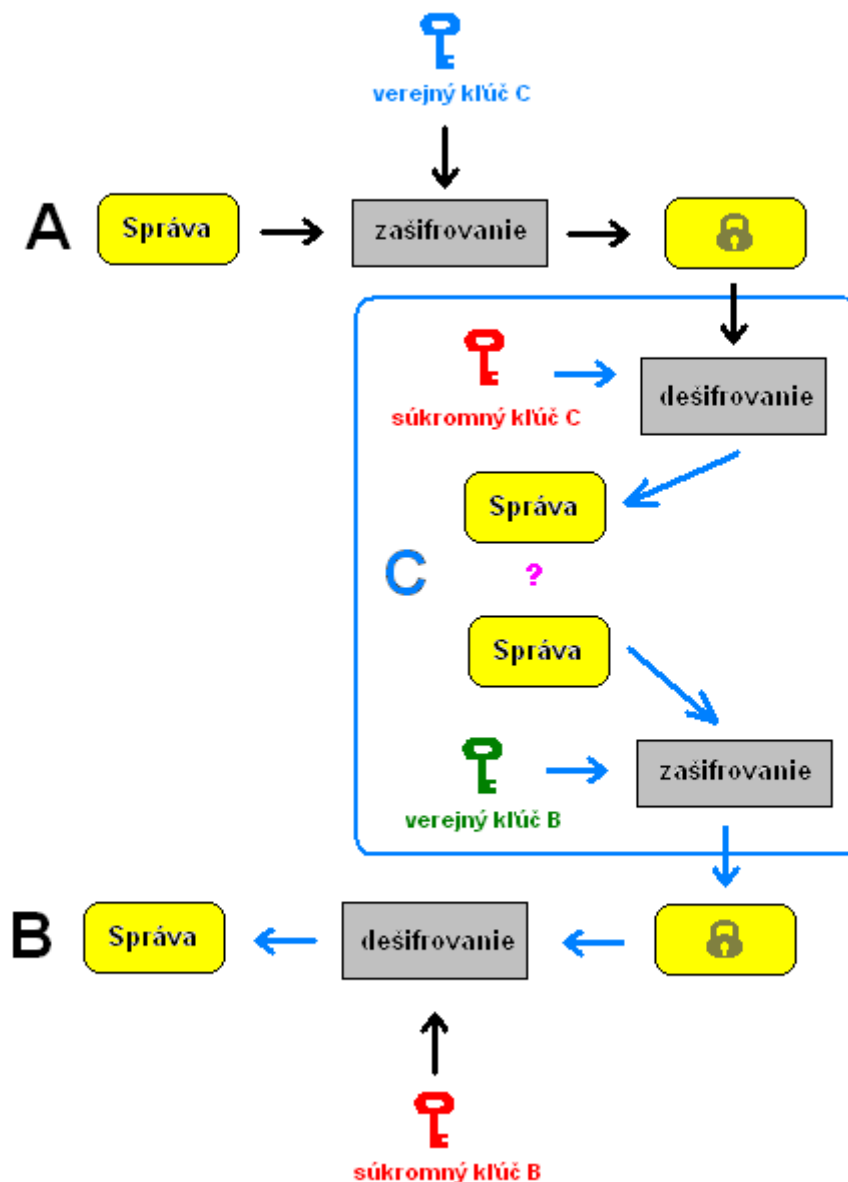 verejný kľúč C
A
Správa
zašifrovanie
súkromný kľúč C
dešifrovanie
Správa
C
?
Správa
verejný kľúč B
zašifrovanie
B
Správa
dešifrovanie
súkromný kľúč B